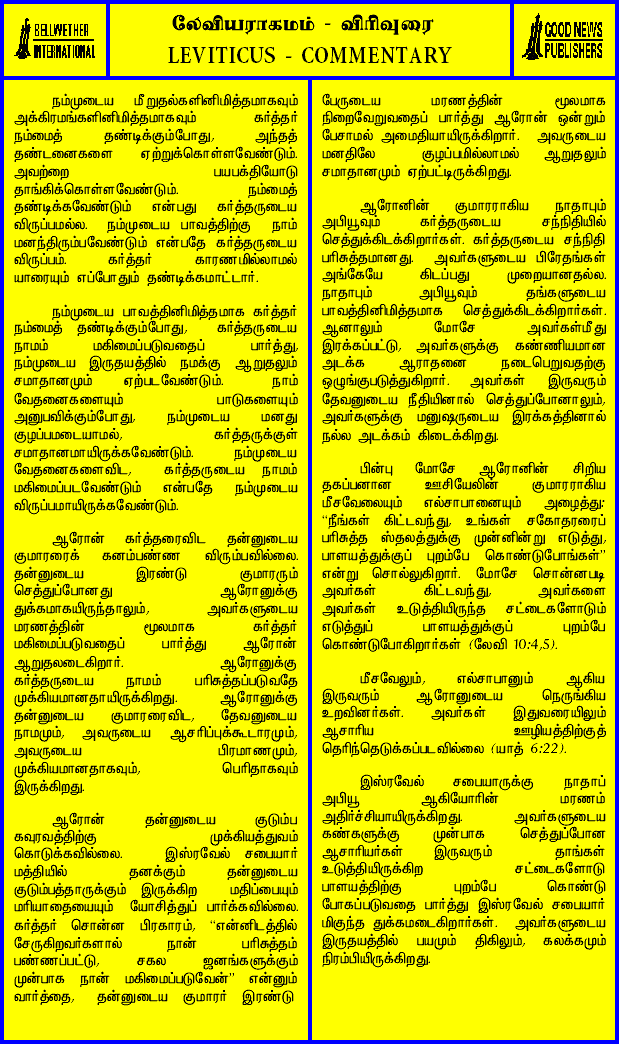 BELLWETHER
INTERNATIONAL
லேவியராகமம் - விரிவுரை
LEVITICUS - COMMENTARY
GOOD NEWS
PUBLISHERS
நம்முடைய மீறுதல்களினிமித்தமாகவும்
அக்கிரமங்களினிமித்தமாகவும் கர்த்தர்
நம்மைத் தண்டிக்கும்போது, அந்தத்
தண்டனைகளை ஏற்றுக்கொள்ளவேண்டும்.
அவற்றை பயபக்தியோடு
தாங்கிக்கொள்ளவேண்டும். நம்மைத்
தண்டிக்கவேண்டும் என்பது கர்த்தருடைய
விருப்பமல்ல. நம்முடைய பாவத்திற்கு நாம்
மனந்திரும்பவேண்டும் என்பதே கர்த்தருடைய
விருப்பம். கர்த்தர் காரணமில்லாமல்
யாரையும் எப்போதும் தண்டிக்கமாட்டார்.
நம்முடைய பாவத்தினிமித்தமாக கர்த்தர்
நம்மைத் தண்டிக்கும்போது, கர்த்தருடைய
நாமம் மகிமைப்படுவதைப் பார்த்து,
நம்முடைய இருதயத்தில் நமக்கு ஆறுதலும்
சமாதானமும் ஏற்படவேண்டும். நாம்
வேதனைகளையும் பாடுகளையும்
அனுபவிக்கும்போது, நம்முடைய மனது
குழப்பமடையாமல், கர்த்தருக்குள்
சமாதானமாயிருக்கவேண்டும். நம்முடைய
வேதனைகளைவிட, கர்த்தருடைய நாமம்
மகிமைப்படவேண்டும் என்பதே நம்முடைய
விருப்பமாயிருக்கவேண்டும்.
ஆரோன் கர்த்தரைவிட தன்னுடைய
குமாரரைக் கனம்பண்ண விரும்பவில்லை.
தன்னுடைய இரண்டு குமாரரும்
செத்துப்போனது ஆரோனுக்கு
துக்கமாகயிருந்தாலும், அவர்களுடைய
மரணத்தின் மூலமாக கர்த்தர்
மகிமைப்படுவதைப் பார்த்து ஆரோன்
ஆறுதலடைகிறார். ஆரோனுக்கு
கர்த்தருடைய நாமம் பரிசுத்தப்படுவதே
முக்கியமானதாயிருக்கிறது. ஆரோனுக்கு
தன்னுடைய குமாரரைவிட, தேவனுடைய
நாமமும், அவருடைய ஆசரிப்புக்கூடாரமும்,
அவருடைய பிரமாணமும்,
முக்கியமானதாகவும், பெரிதாகவும்
இருக்கிறது.
ஆரோன் தன்னுடைய குடும்ப
கவுரவத்திற்கு முக்கியத்துவம்
கொடுக்கவில்லை. இஸ்ரவேல் சபையார்
மத்தியில் தனக்கும் தன்னுடைய
குடும்பத்தாருக்கும் இருக்கிற மதிப்பையும்
மரியாதையையும் யோசித்துப் பார்க்கவில்லை.
கர்த்தர் சொன்ன பிரகாரம், "என்னிடத்தில்
சேருகிறவர்களால் நான் பரிசுத்தம்
பண்ணப்பட்டு, சகல ஜனங்களுக்கும்
முன்பாக நான் மகிமைப்படுவேன்" என்னும்
வார்த்தை, தன்னுடைய குமாரர் இரண்டு
பேருடைய மரணத்தின் மூலமாக
நிறைவேறுவதைப் பார்த்து ஆரோன் ஒன்றும்
பேசாமல் அமைதியாயிருக்கிறார். அவருடைய
மனதிலே குழப்பமில்லாமல் ஆறுதலும்
சமாதானமும் ஏற்பட்டிருக்கிறது.
ஆரோனின் குமாரராகிய நாதாபும்
அபியூவும் கர்த்தருடைய சந்நிதியில்
செத்துக்கிடக்கிறார்கள். கர்த்தருடைய சந்நிதி
பரிசுத்தமானது. அவர்களுடைய பிரேதங்கள்
அங்கேயே கிடப்பது முறையானதல்ல.
நாதாபும் அபியூவும் தங்களுடைய
பாவத்தினிமித்தமாக செத்துக்கிடக்கிறார்கள்.
ஆனாலும் மோசே அவர்கள்மீது
இரக்கப்பட்டு, அவர்களுக்கு கண்ணியமான
அடக்க ஆராதனை நடைபெறுவதற்கு
ஒழுங்குபடுத்துகிறார். அவர்கள் இருவரும்
தேவனுடைய நீதியினால் செத்துப்போனாலும்,
அவர்களுக்கு மனுஷருடைய இரக்கத்தினால்
நல்ல அடக்கம் கிடைக்கிறது.
பின்பு மோசே ஆரோனின் சிறிய
தகப்பனான ஊசியேலின் குமாரராகிய
மீசவேலையும் எல்சாபானையும் அழைத்து:
"நீங்கள் கிட்டவந்து, உங்கள் சகோதரரைப்
பரிசுத்த ஸ்தலத்துக்கு முன்னின்று எடுத்து,
பாளயத்துக்குப் புறம்பே கொண்டுபோங்கள்"
என்று சொல்லுகிறார். மோசே சொன்னபடி
அவர்கள் கிட்டவந்து, அவர்களை
அவர்கள் உடுத்தியிருந்த சட்டைகளோடும்
எடுத்துப் பாளயத்துக்குப் புறம்பே
கொண்டுபோகிறார்கள் (லேவி 10:4,5).
மீசவேலும், எல்சாபானும் ஆகிய
இருவரும் ஆரோனுடைய நெருங்கிய
உறவினர்கள். அவர்கள் இதுவரையிலும்
ஆசாரிய ஊழியத்திற்குத்
தெரிந்தெடுக்கப்படவில்லை (யாத் 6:22).
இஸ்ரவேல் சபையாருக்கு நாதாப்
அபியூ ஆகியோரின் மரணம்
அதிர்ச்சியாயிருக்கிறது. அவர்களுடைய
கண்களுக்கு முன்பாக செத்துப்போன
ஆசாரியர்கள் இருவரும் தாங்கள்
உடுத்தியிருக்கிற சட்டைகளோடு
பாளயத்திற்கு புறம்பே கொண்டு
போகப்படுவதை பார்த்து இஸ்ரவேல் சபையார்
மிகுந்த துக்கமடைகிறார்கள். அவர்களுடைய
இருதயத்தில் பயமும் திகிலும், கலக்கமும்
நிரம்பியிருக்கிறது.